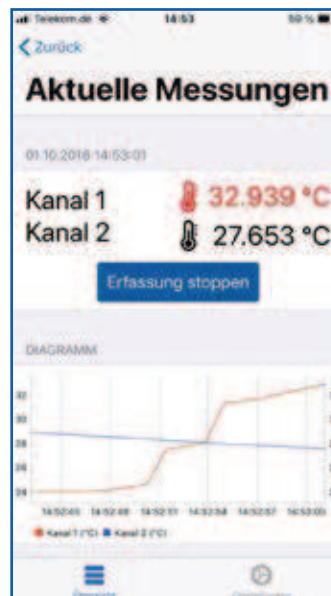 Telekom.de 14:53 59 %
Zurück
Aktuelle Messungen
01.10.2018 14:53:01
Kanal 1 32.939 °C
Kanal 2 27.653 °C
Erfassung stoppen
DIAGRAMM
32
30
28
26
24
14:52:45 14:52:48 14:52:51 14:52:54 14:52:57 14:53:00
Kanal 1 (°C) Kanal 2 (°C)
Übersicht